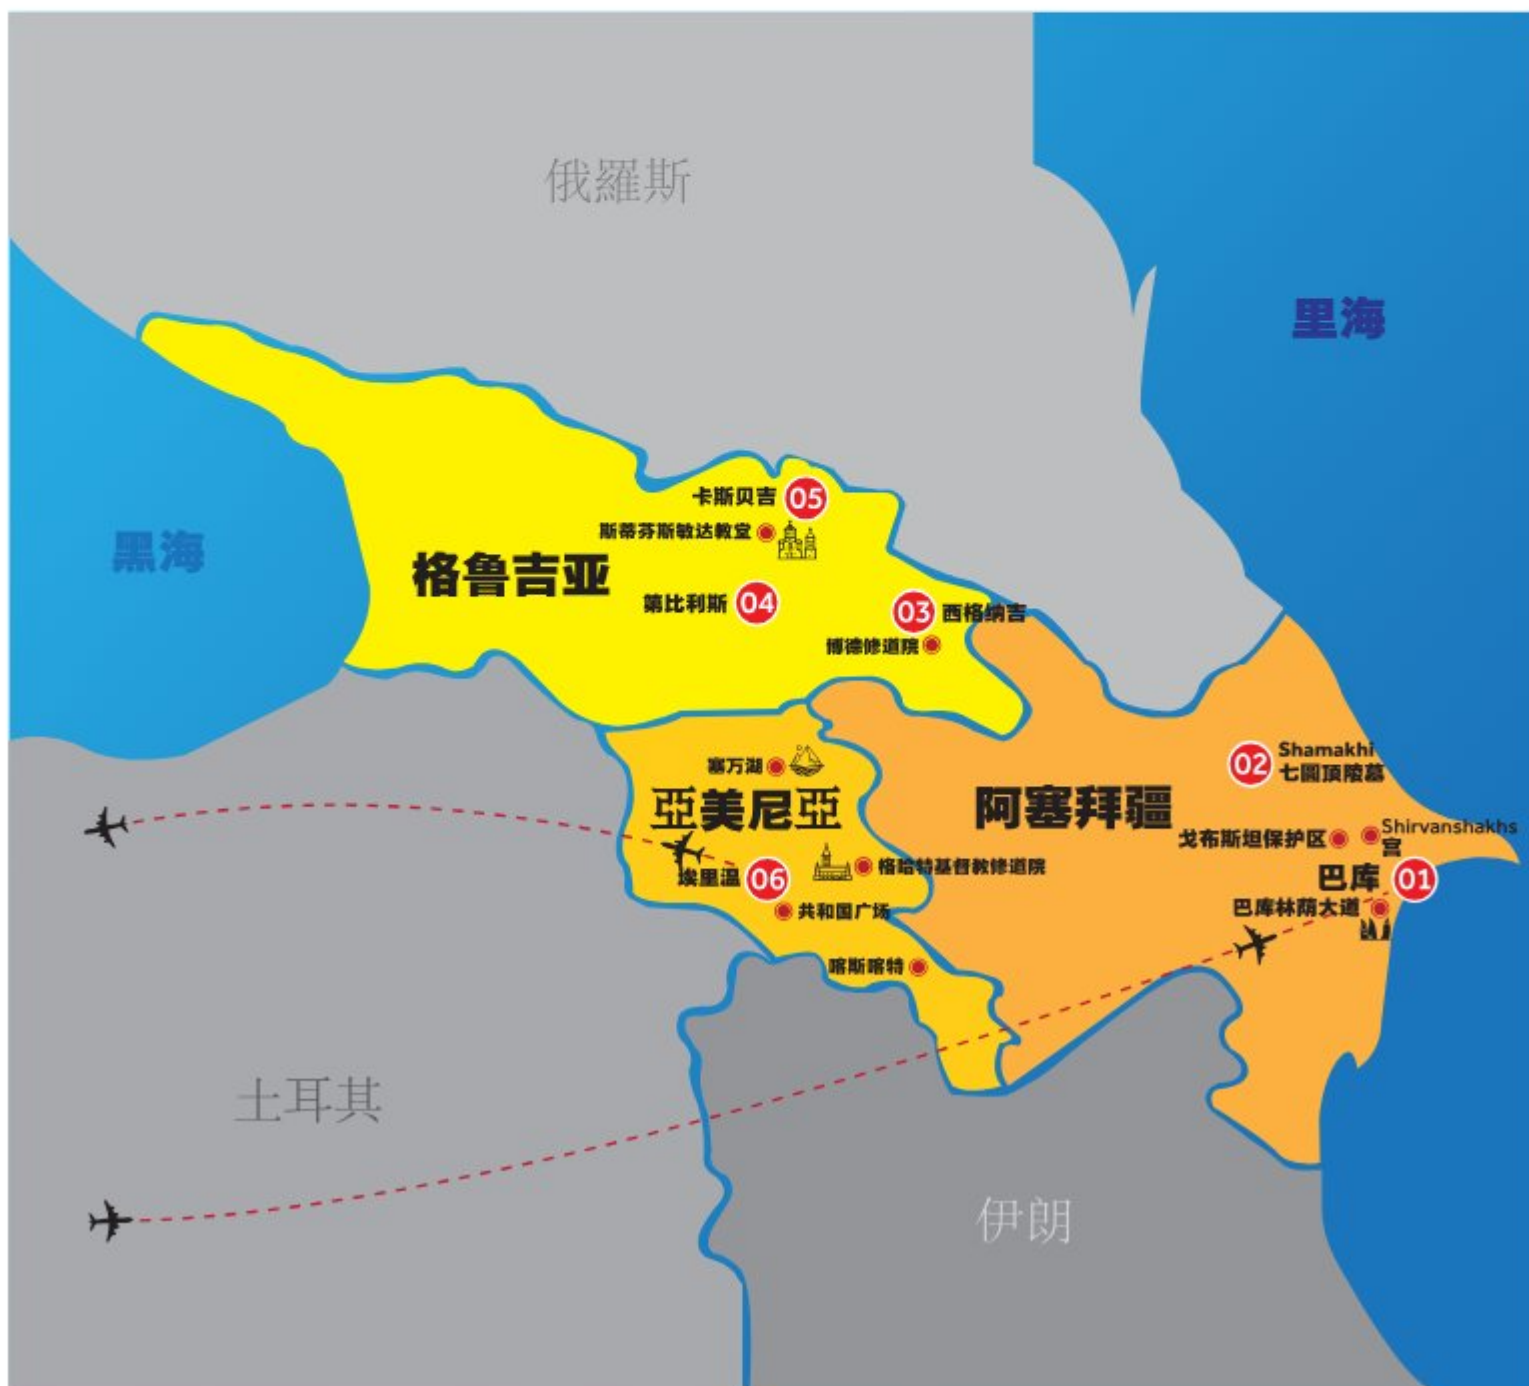 俄羅斯
里海
卡斯贝吉 05
斯蒂芬斯敏达教堂
黑海
格鲁吉亚
第比利斯 04
03 西格纳吉
博德修道院
02 Shamakhi
七圆頂陵墓
塞万湖
亞美尼亞
阿塞拜疆
戈布斯坦保护区
Shirvanshakhs
宫
格哈特基督教修道院
埃里温 06
巴库 01
共和国广场
巴库林荫大道
喀斯喀特
土耳其
伊朗